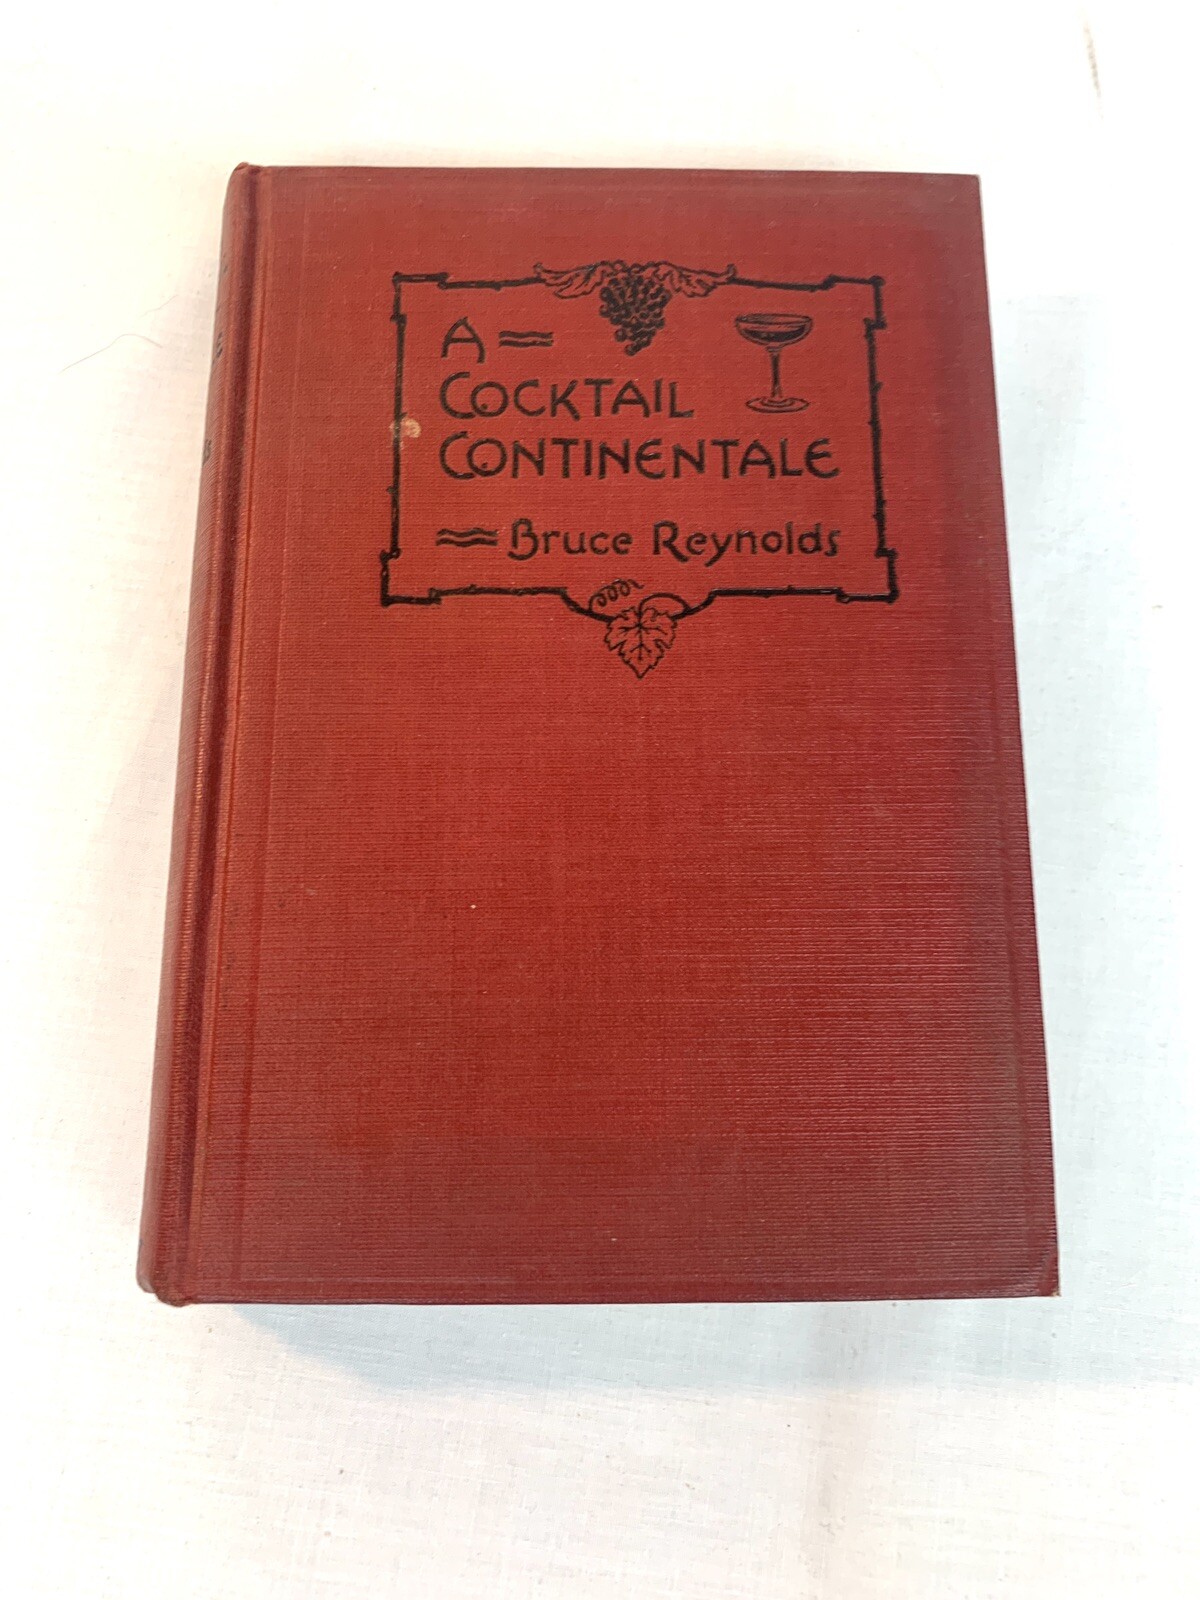 A
COCKTAIL
CONTINENTALE
Bruce Reynolds